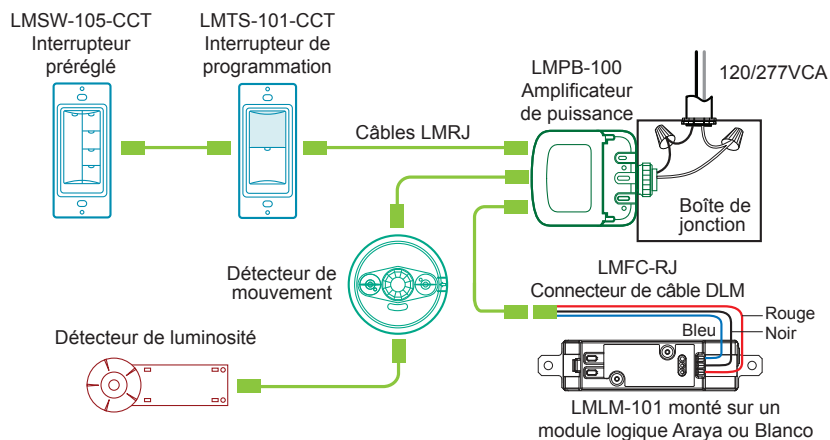 LMSW-105-CCT
Interrupteur
préréglé
LMTS-101-CCT
Interrupteur de
programmation
LMPB-100
Amplificateur
de puissance
120/277VCA
Câbles LMRJ
Boîte de
jonction
Détecteur de
mouvement
LMFC-RJ
Connecteur de câble DLM
Rouge
Bleu
Noir
Détecteur de luminosité
LMLM-101 monté sur un
module logique Araya ou Blanco